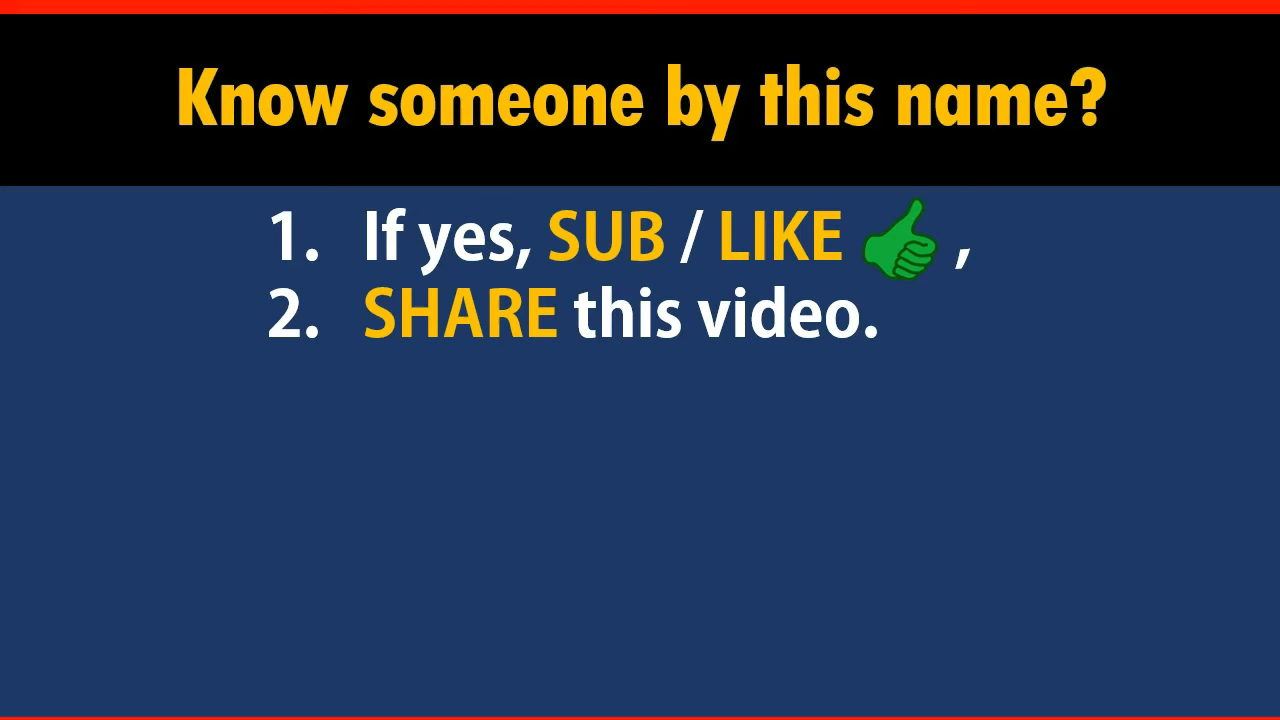 Know someone by this name?
1. If yes, SUB / LIKE ,
2. SHARE this video.